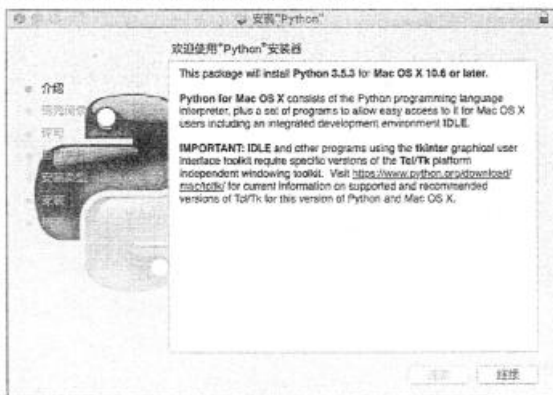 安装"Python"
欢迎使用"Python"安装器
介绍
许可
This package will install Python 3.5.3 for Mac OS X 10.6 or later.
Python for Mac OS X consists of the Python programming language
interpreter, plus a set of programs to allow easy access to it for Mac OS X
users including an integrated development environment IDLE.
IMPORTANT: IDLE and other programs using the tkinter graphical user
interface toolkit require specific versions of the Tcl/Tk platform
independent windowing toolkit. Visit https://www.python.org/download/
mac/tcltk/ for current information on supported and recommended
versions of Tcl/Tk for this version of Python and Mac OS X.
继续